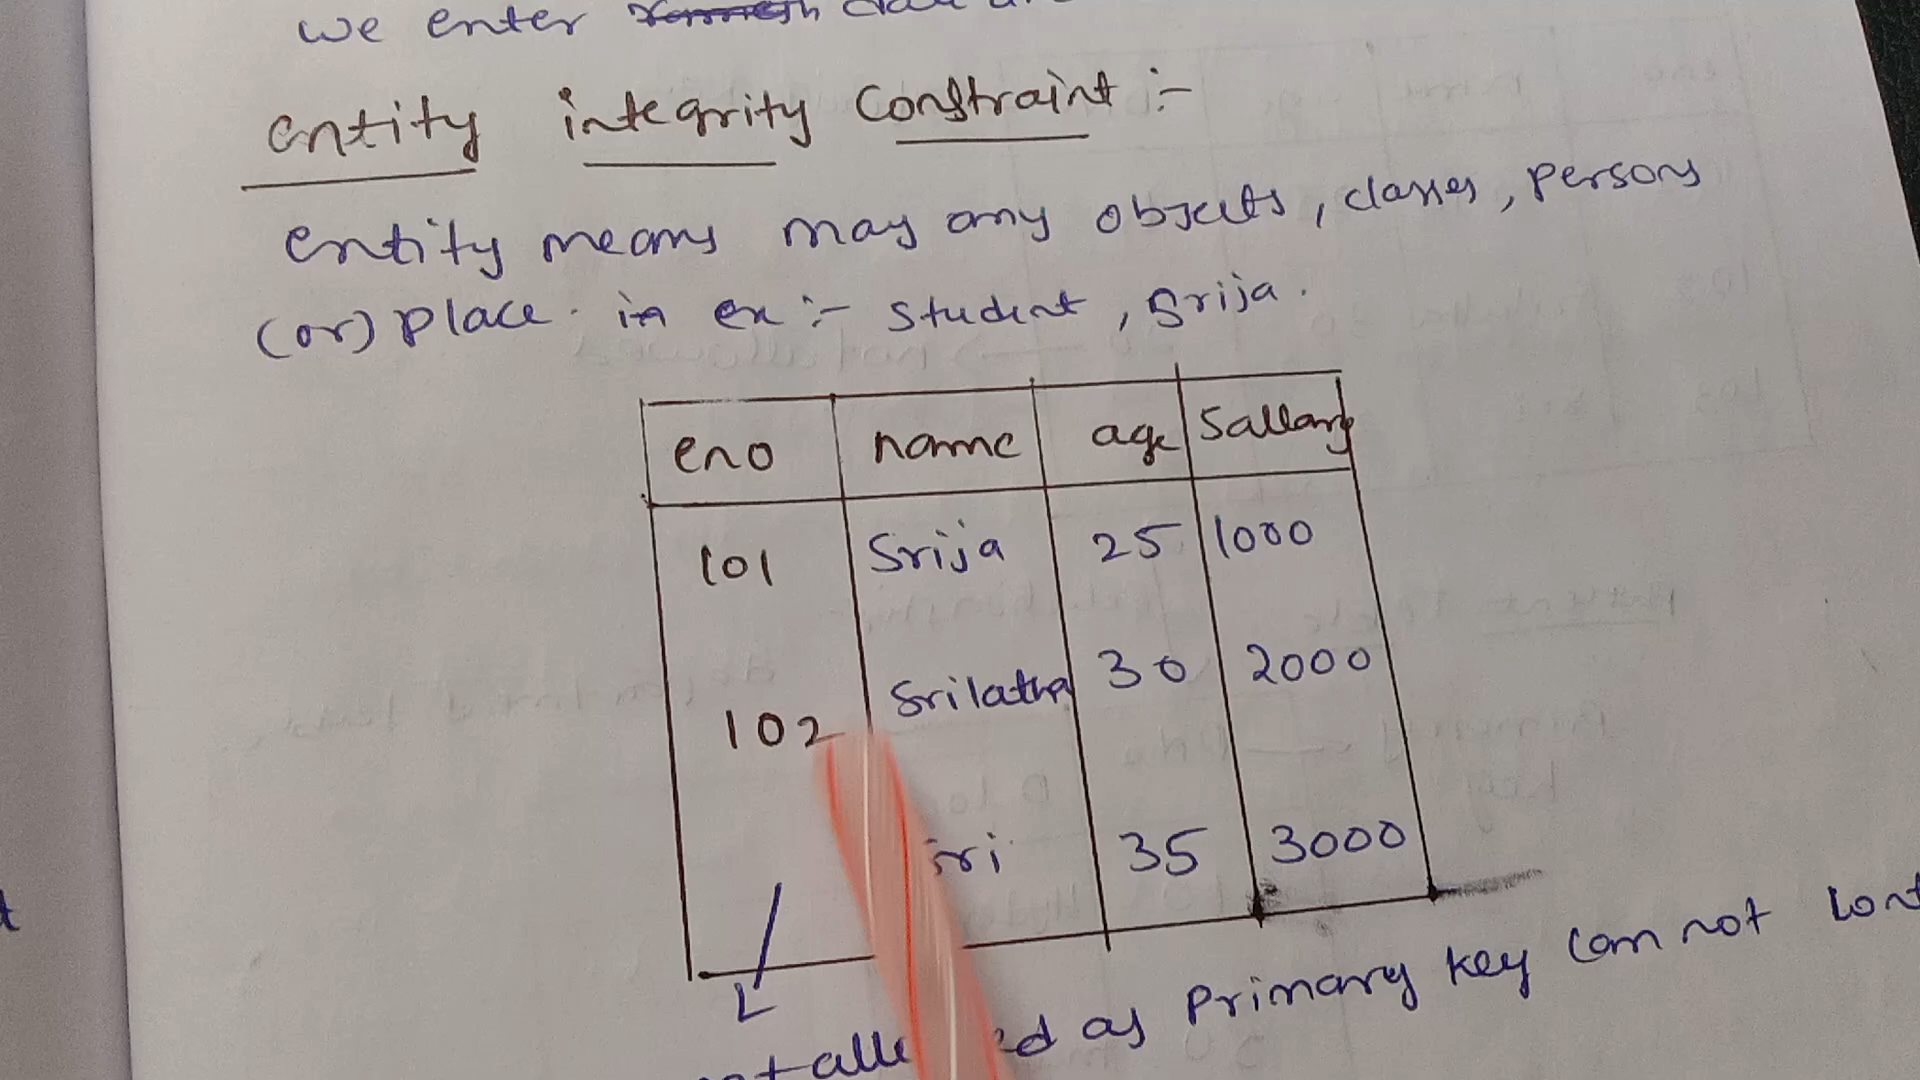 we enter
entity integrity Constraint :-
entity means may any objects, classes, persons
(or) place. in ex :- student, Srija.
eno name age Sallary
101 Srija 25 1000
102 Srilatha 30 2000
35 3000
as primary key can not